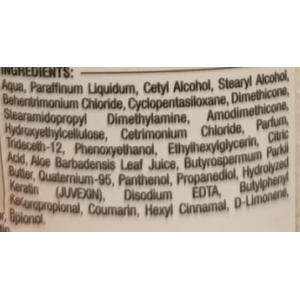 INGREDIENTS:
Aqua, Paraffinum Liquidum, Cetyl Alcohol, Stearyl Alcohol,
Behentrimonium Chloride, Cyclopentasiloxane, Dimethicone,
Stearamidopropyl Dimethylamine, Amodimethicone,
Hydroxyethylcellulose, Cetrimonium Chloride, Parfum,
Trideceth-12, Phenoxyethanol, Ethylhexylglycerin, Citric
Acid, Aloe Barbadensis Leaf Juice, Butyrospermum Parkii
Butter, Quaternium-95, Panthenol, Propanediol, Hydrolyzed
Keratin (JUVEXIN), Disodium EDTA, Butylphenyl
Coumarin, Hexyl Cinnamal, D-Limonene,